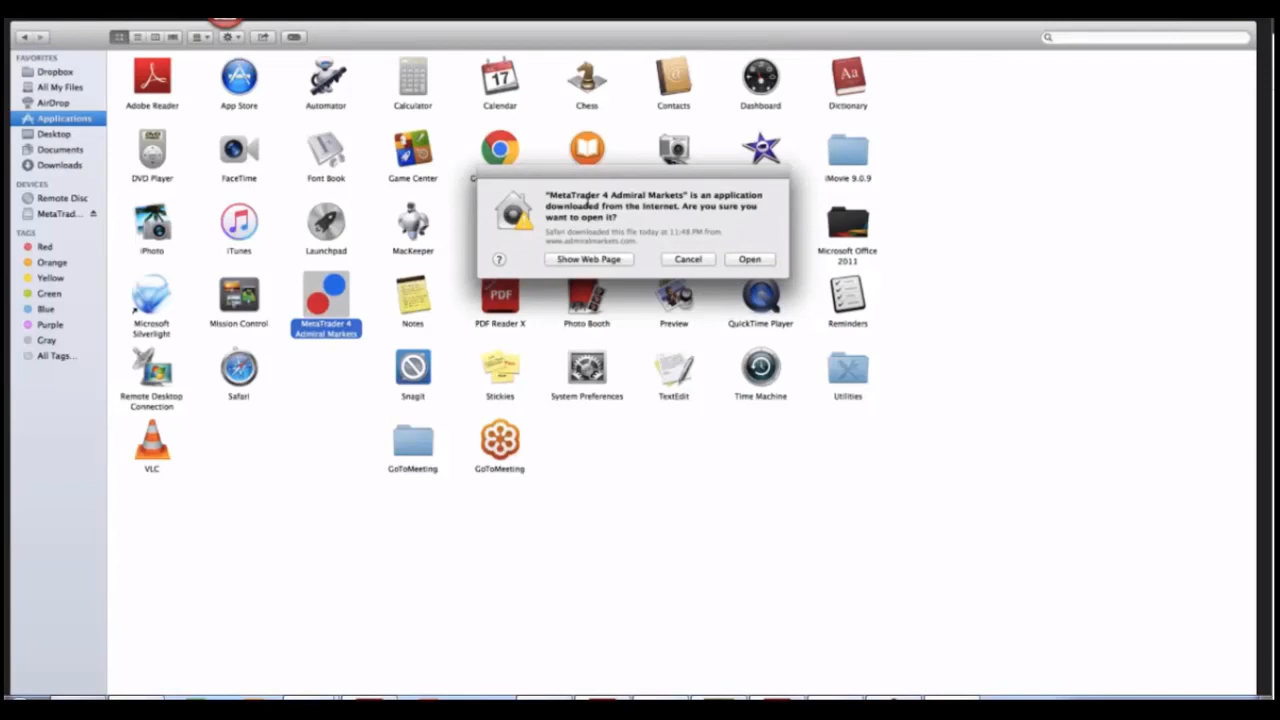 FAVORITES
Dropbox
All My Files
AirDrop
Applications
Desktop
Documents
Downloads
DEVICES
Remote Disc
MetaTrad...
TAGS
Red
Orange
Yellow
Green
Blue
Purple
Gray
All Tags...
Adobe Reader
App Store
Automator
Calculator
17
Calendar
Chess
Contacts
Dashboard
Aa
Dictionary
DVD
DVD Player
FaceTime
Font Book
Game Center
iMovie 9.0.9
"MetaTrader 4 Admiral Markets" is an application
downloaded from the Internet. Are you sure you
want to open it?
Safari downloaded this file today at 11:48 PM from
www.admiralmarkets.com.
?
Show Web Page
Cancel
Open
iPhoto
iTunes
Launchpad
MacKeeper
Microsoft Office
2011
Microsoft
Silverlight
Mission Control
MetaTrader 4
Admiral Markets
Notes
PDF
PDF Reader X
Photo Booth
Preview
QuickTime Player
Reminders
Remote Desktop
Connection
Safari
SnagIt
Stickies
System Preferences
TextEdit
Time Machine
Utilities
VLC
GoToMeeting
GoToMeeting